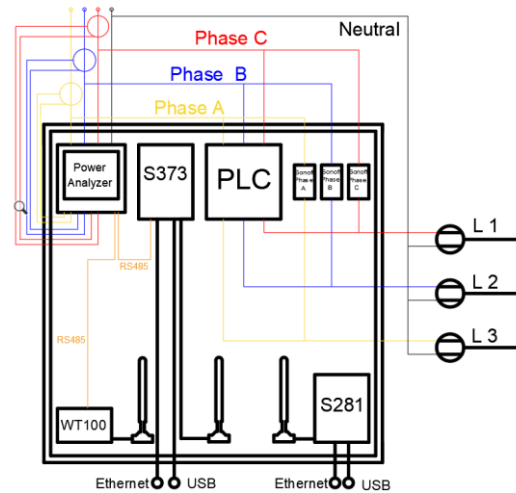 Neutral
Phase C
Phase B
Phase A
Power
Analyzer
S373
PLC
Sonoff
Phase
A
Sonoff
Phase
B
Sonoff
Phase
C
L 1
L 2
L 3
RS485
RS485
WT100
S281
Ethernet
USB
Ethernet
USB